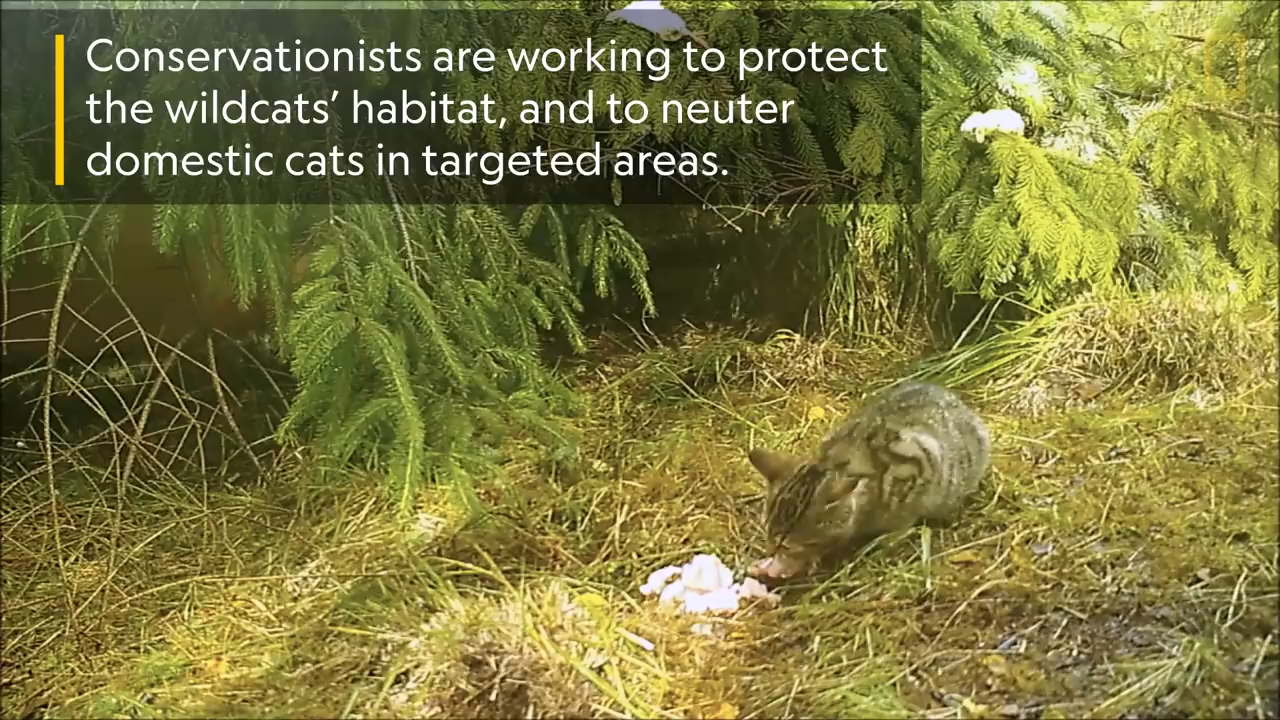 Conservationists are working to protect
the wildcats’ habitat, and to neuter
domestic cats in targeted areas.